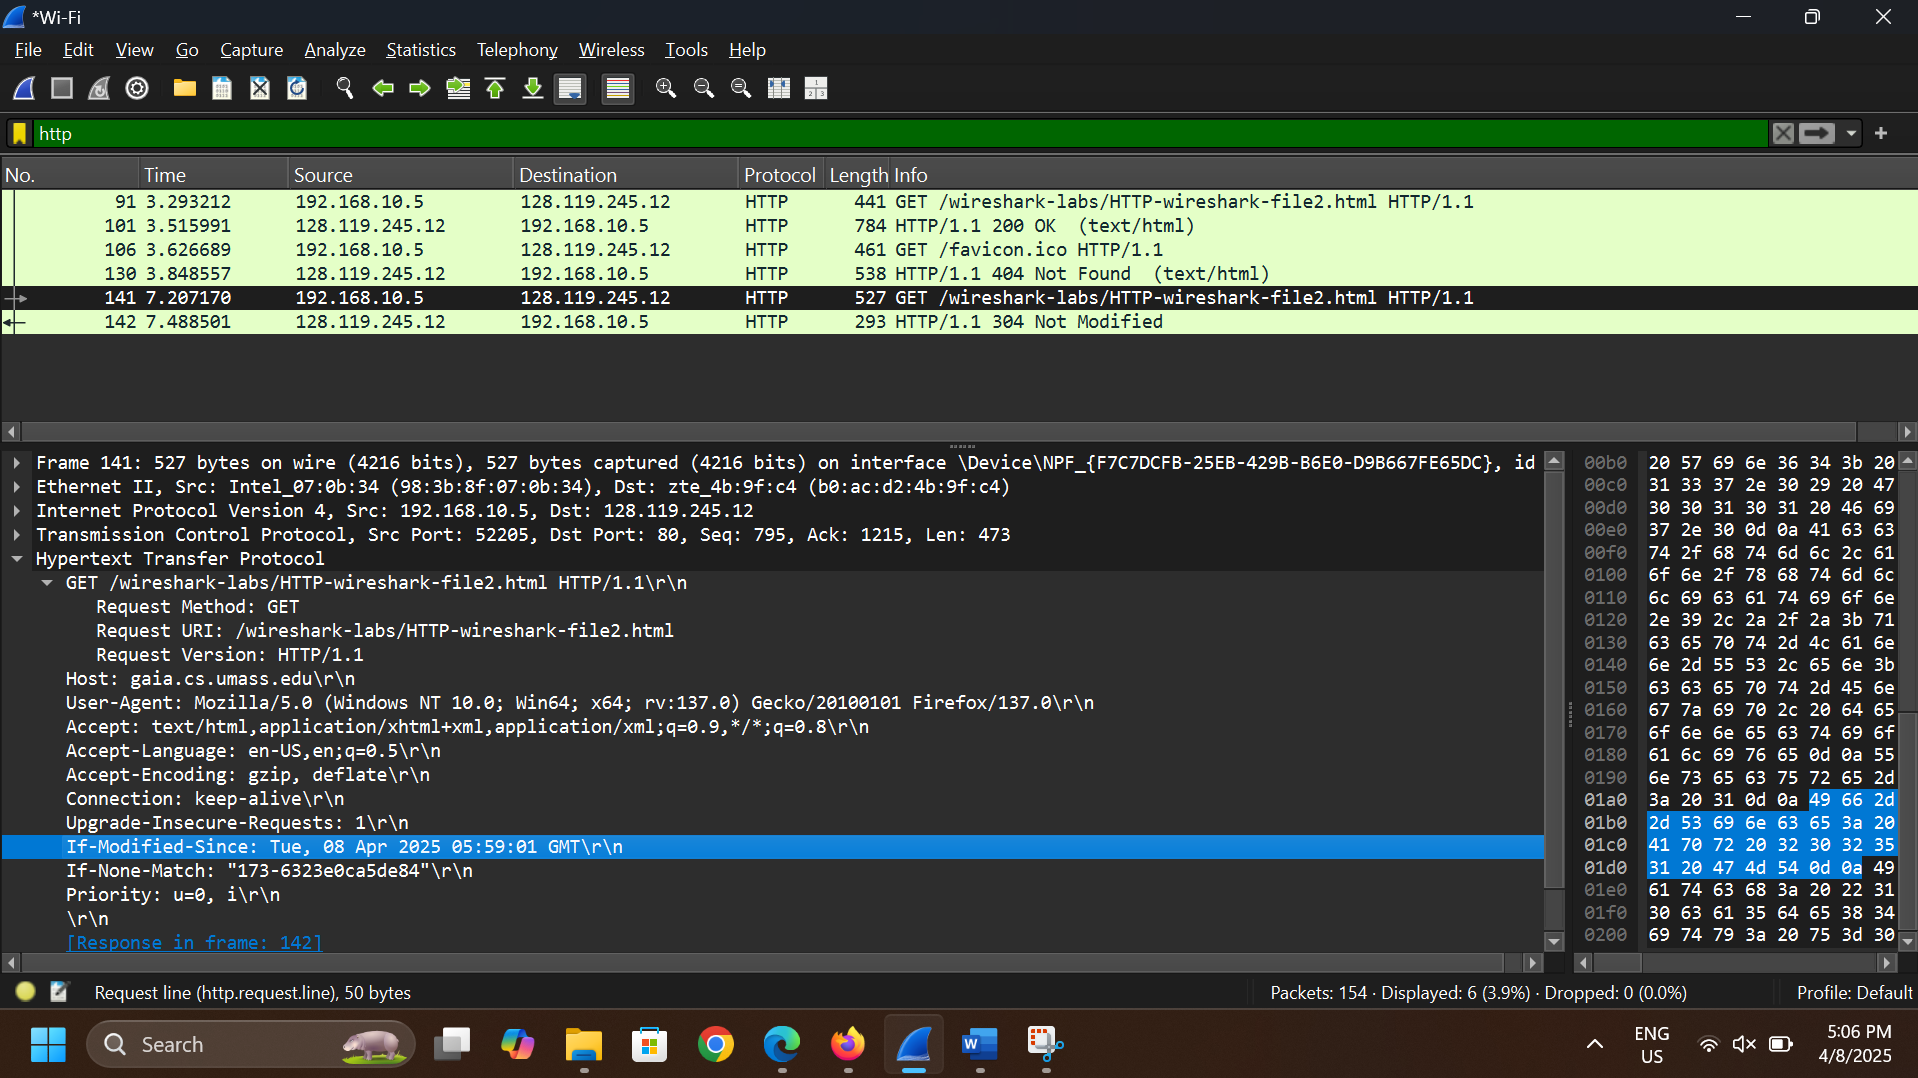 *Wi-Fi
File Edit View Go Capture Analyze Statistics Telephony Wireless Tools Help
http
No. Time Source Destination Protocol Length Info
91 3.293212 192.168.10.5 128.119.245.12 HTTP 441 GET /wireshark-labs/HTTP-wireshark-file2.html HTTP/1.1
101 3.515991 128.119.245.12 192.168.10.5 HTTP 784 HTTP/1.1 200 OK (text/html)
106 3.626689 192.168.10.5 128.119.245.12 HTTP 461 GET /favicon.ico HTTP/1.1
130 3.848557 128.119.245.12 192.168.10.5 HTTP 538 HTTP/1.1 404 Not Found (text/html)
141 7.207170 192.168.10.5 128.119.245.12 HTTP 527 GET /wireshark-labs/HTTP-wireshark-file2.html HTTP/1.1
142 7.488501 128.119.245.12 192.168.10.5 HTTP 293 HTTP/1.1 304 Not Modified
Frame 141: 527 bytes on wire (4216 bits), 527 bytes captured (4216 bits) on interface \Device\NPF_{F7C7DCFB-25EB-429B-B6E0-D9B667FE65DC}, id
Ethernet II, Src: Intel_07:0b:34 (98:3b:8f:07:0b:34), Dst: zte_4b:9f:c4 (b0:ac:d2:4b:9f:c4)
Internet Protocol Version 4, Src: 192.168.10.5, Dst: 128.119.245.12
Transmission Control Protocol, Src Port: 52205, Dst Port: 80, Seq: 795, Ack: 1215, Len: 473
Hypertext Transfer Protocol
GET /wireshark-labs/HTTP-wireshark-file2.html HTTP/1.1\r\n
Request Method: GET
Request URI: /wireshark-labs/HTTP-wireshark-file2.html
Request Version: HTTP/1.1
Host: gaia.cs.umass.edu\r\n
User-Agent: Mozilla/5.0 (Windows NT 10.0; Win64; x64; rv:137.0) Gecko/20100101 Firefox/137.0\r\n
Accept: text/html,application/xhtml+xml,application/xml;q=0.9,*/*;q=0.8\r\n
Accept-Language: en-US,en;q=0.5\r\n
Accept-Encoding: gzip, deflate\r\n
Connection: keep-alive\r\n
Upgrade-Insecure-Requests: 1\r\n
If-Modified-Since: Tue, 08 Apr 2025 05:59:01 GMT\r\n
If-None-Match: "173-6323e0ca5de84"\r\n
Priority: u=0, i\r\n
\r\n
[Response in frame: 142]
00b0 20 57 69 6e 36 34 3b 20
00c0 31 33 37 2e 30 29 20 47
00d0 30 30 31 30 31 20 46 69
00e0 37 2e 30 0d 0a 41 63 63
00f0 74 2f 68 74 6d 6c 2c 61
0100 6f 6e 2f 78 68 74 6d 6c
0110 6c 69 63 61 74 69 6f 6e
0120 2e 39 2c 2a 2f 2a 3b 71
0130 63 65 70 74 2d 4c 61 6e
0140 6e 2d 55 53 2c 65 6e 3b
0150 63 63 65 70 74 2d 45 6e
0160 67 7a 69 70 2c 20 64 65
0170 6f 6e 6e 65 63 74 69 6f
0180 61 6c 69 76 65 0d 0a 55
0190 6e 73 65 63 75 72 65 2d
01a0 3a 20 31 0d 0a 49 66 2d
01b0 2d 53 69 6e 63 65 3a 20
01c0 41 70 72 20 32 30 32 35
01d0 31 20 47 4d 54 0d 0a 49
01e0 61 74 63 68 3a 20 22 31
01f0 30 63 61 35 64 65 38 34
0200 69 74 79 3a 20 75 3d 30
Request line (http.request.line), 50 bytes
Packets: 154 · Displayed: 6 (3.9%) · Dropped: 0 (0.0%)
Profile: Default
Search
ENG
US
5:06 PM
4/8/2025